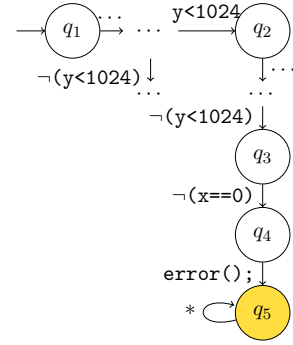 q₁ ... ... y<1024 q₂
¬(y<1024) ...
... ...
¬(y<1024)
q₃
¬(x==0)
q₄
error();
* q₅